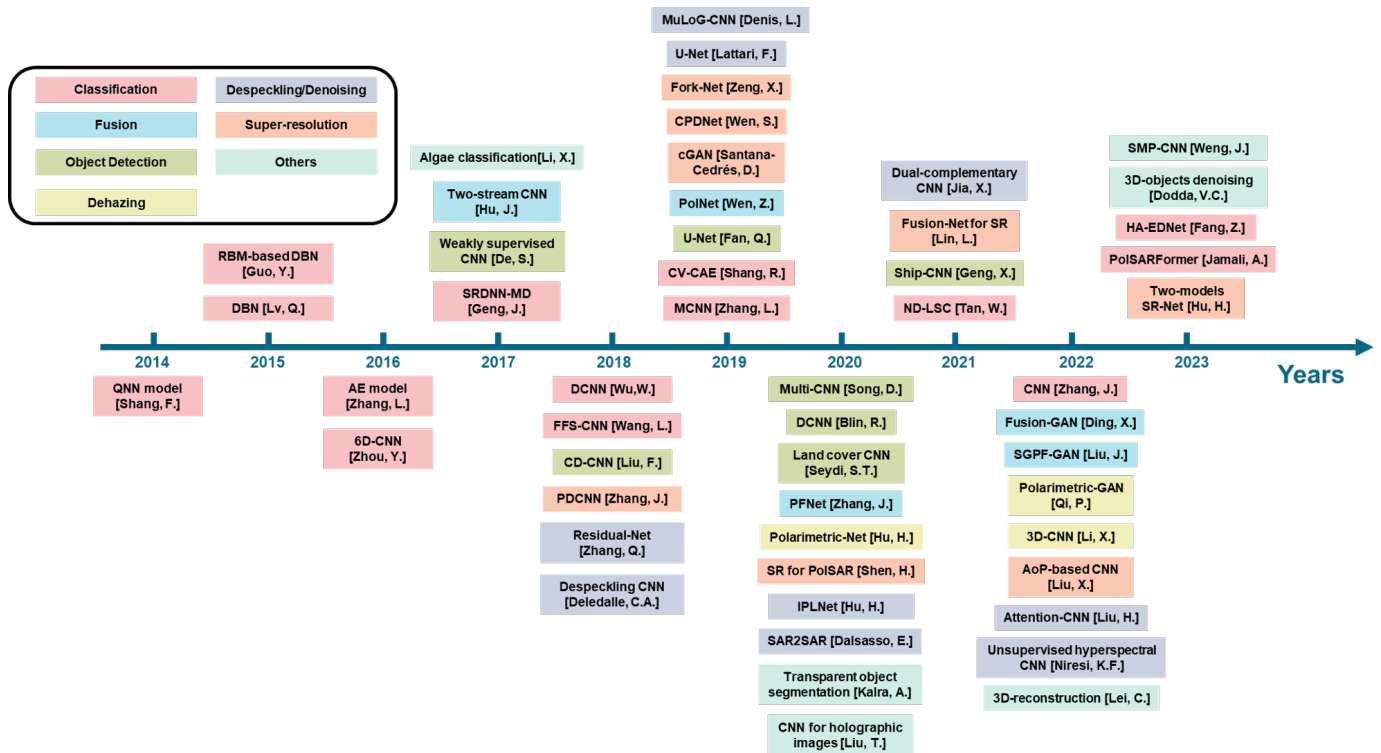 Classification
Despeckling/Denoising
Fusion
Super-resolution
Object Detection
Others
Dehazing
RBM-based DBN
[Guo, Y.]
DBN [Lv, Q.]
Algae classification[Li, X.]
Two-stream CNN
[Hu, J.]
Weakly supervised
CNN [De, S.]
SRDNN-MD
[Geng, J.]
MuLoG-CNN [Denis, L.]
U-Net [Lattari, F.]
Fork-Net [Zeng, X.]
CPDNet [Wen, S.]
cGAN [Santana-
Cedrés, D.]
PolNet [Wen, Z.]
U-Net [Fan, Q.]
CV-CAE [Shang, R.]
MCNN [Zhang, L.]
Dual-complementary
CNN [Jia, X.]
Fusion-Net for SR
[Lin, L.]
Ship-CNN [Geng, X.]
ND-LSC [Tan, W.]
SMP-CNN [Weng, J.]
3D-objects denoising
[Dodda, V.C.]
HA-EDNet [Fang, Z.]
PolSARFormer [Jamali, A.]
Two-models
SR-Net [Hu, H.]
2014 2015 2016 2017 2018 2019 2020 2021 2022 2023
Years
QNN model
[Shang, F.]
AE model
[Zhang, L.]
6D-CNN
[Zhou, Y.]
DCNN [Wu,W.]
FFS-CNN [Wang, L.]
CD-CNN [Liu, F.]
PDCNN [Zhang, J.]
Residual-Net
[Zhang, Q.]
Despeckling CNN
[Deledalle, C.A.]
Multi-CNN [Song, D.]
DCNN [Blin, R.]
Land cover CNN
[Seydi, S.T.]
PFNet [Zhang, J.]
Polarimetric-Net [Hu, H.]
SR for PolSAR [Shen, H.]
IPLNet [Hu, H.]
SAR2SAR [Dalsasso, E.]
Transparent object
segmentation [Kalra, A.]
CNN for holographic
images [Liu, T.]
CNN [Zhang, J.]
Fusion-GAN [Ding, X.]
SGPF-GAN [Liu, J.]
Polarimetric-GAN
[Qi, P.]
3D-CNN [Li, X.]
AoP-based CNN
[Liu, X.]
Attention-CNN [Liu, H.]
Unsupervised hyperspectral
CNN [Niresi, K.F.]
3D-reconstruction [Lei, C.]